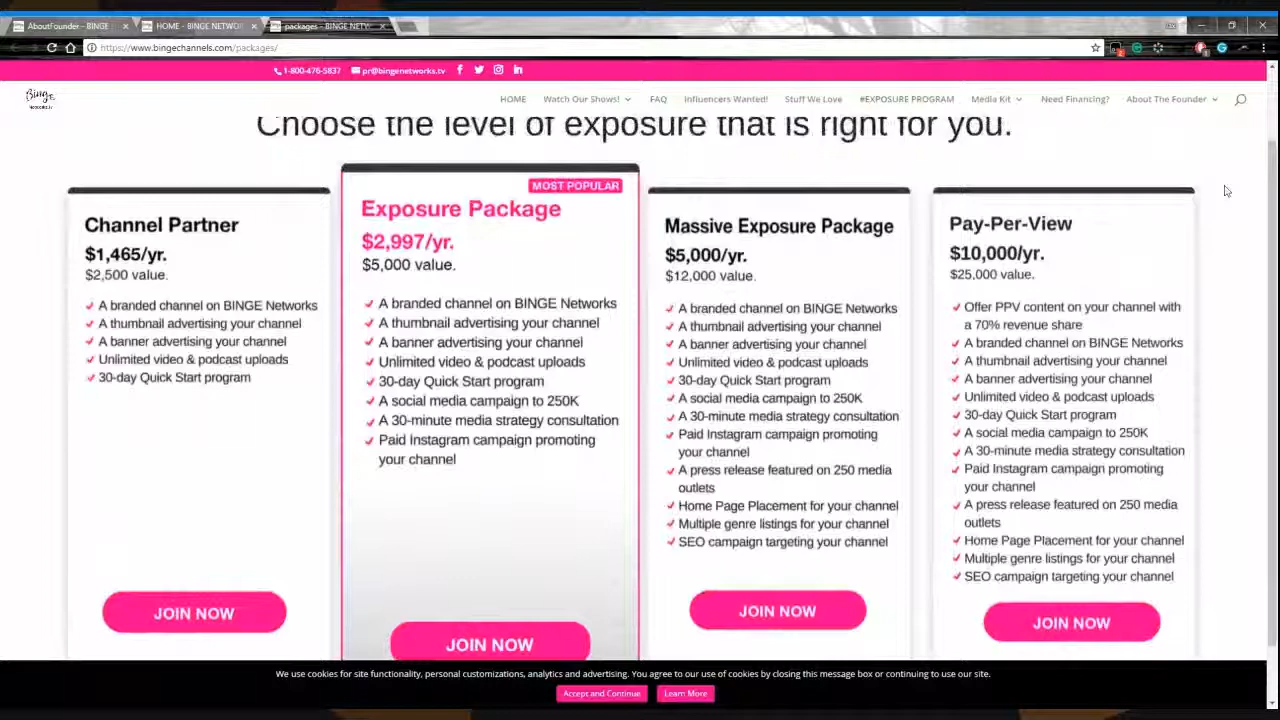 AboutFounder - BINGE
HOME - BINGE NETWOR
packages - BINGE NETW
https://www.bingechannels.com/packages/
1-800-476-5837
pr@bingenetworks.tv
Binge
Networks.tv
HOME
Watch Our Shows!
FAQ
Influencers Wanted!
Stuff We Love
#EXPOSURE PROGRAM
Media Kit
Need Financing?
About The Founder
Choose the level of exposure that is right for you.
Channel Partner
$1,465/yr.
$2,500 value.
A branded channel on BINGE Networks
A thumbnail advertising your channel
A banner advertising your channel
Unlimited video & podcast uploads
30-day Quick Start program
JOIN NOW
MOST POPULAR
Exposure Package
$2,997/yr.
$5,000 value.
A branded channel on BINGE Networks
A thumbnail advertising your channel
A banner advertising your channel
Unlimited video & podcast uploads
30-day Quick Start program
A social media campaign to 250K
A 30-minute media strategy consultation
Paid Instagram campaign promoting
your channel
JOIN NOW
Massive Exposure Package
$5,000/yr.
$12,000 value.
A branded channel on BINGE Networks
A thumbnail advertising your channel
A banner advertising your channel
Unlimited video & podcast uploads
30-day Quick Start program
A social media campaign to 250K
A 30-minute media strategy consultation
Paid Instagram campaign promoting
your channel
A press release featured on 250 media
outlets
Home Page Placement for your channel
Multiple genre listings for your channel
SEO campaign targeting your channel
JOIN NOW
Pay-Per-View
$10,000/yr.
$25,000 value.
Offer PPV content on your channel with
a 70% revenue share
A branded channel on BINGE Networks
A thumbnail advertising your channel
A banner advertising your channel
Unlimited video & podcast uploads
30-day Quick Start program
A social media campaign to 250K
A 30-minute media strategy consultation
Paid Instagram campaign promoting
your channel
A press release featured on 250 media
outlets
Home Page Placement for your channel
Multiple genre listings for your channel
SEO campaign targeting your channel
JOIN NOW
We use cookies for site functionality, personal customizations, analytics and advertising. You agree to our use of cookies by closing this message box or continuing to use our site.
Accept and Continue
Learn More